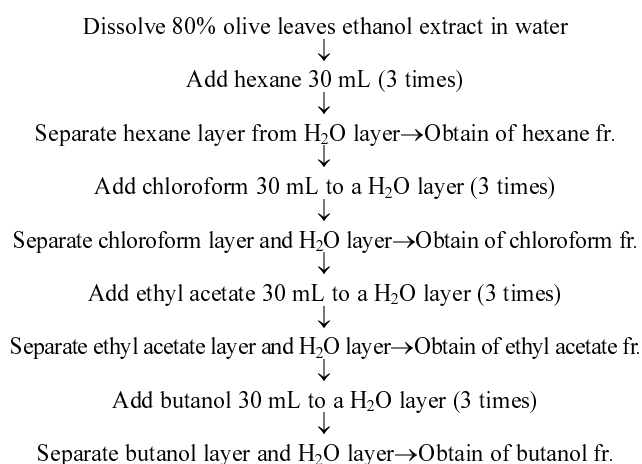 Dissolve 80% olive leaves ethanol extract in water
↓
Add hexane 30 mL (3 times)
↓
Separate hexane layer from H₂O layer→Obtain of hexane fr.
↓
Add chloroform 30 mL to a H₂O layer (3 times)
↓
Separate chloroform layer and H₂O layer→Obtain of chloroform fr.
↓
Add ethyl acetate 30 mL to a H₂O layer (3 times)
↓
Separate ethyl acetate layer and H₂O layer→Obtain of ethyl acetate fr.
↓
Add butanol 30 mL to a H₂O layer (3 times)
↓
Separate butanol layer and H₂O layer→Obtain of butanol fr.